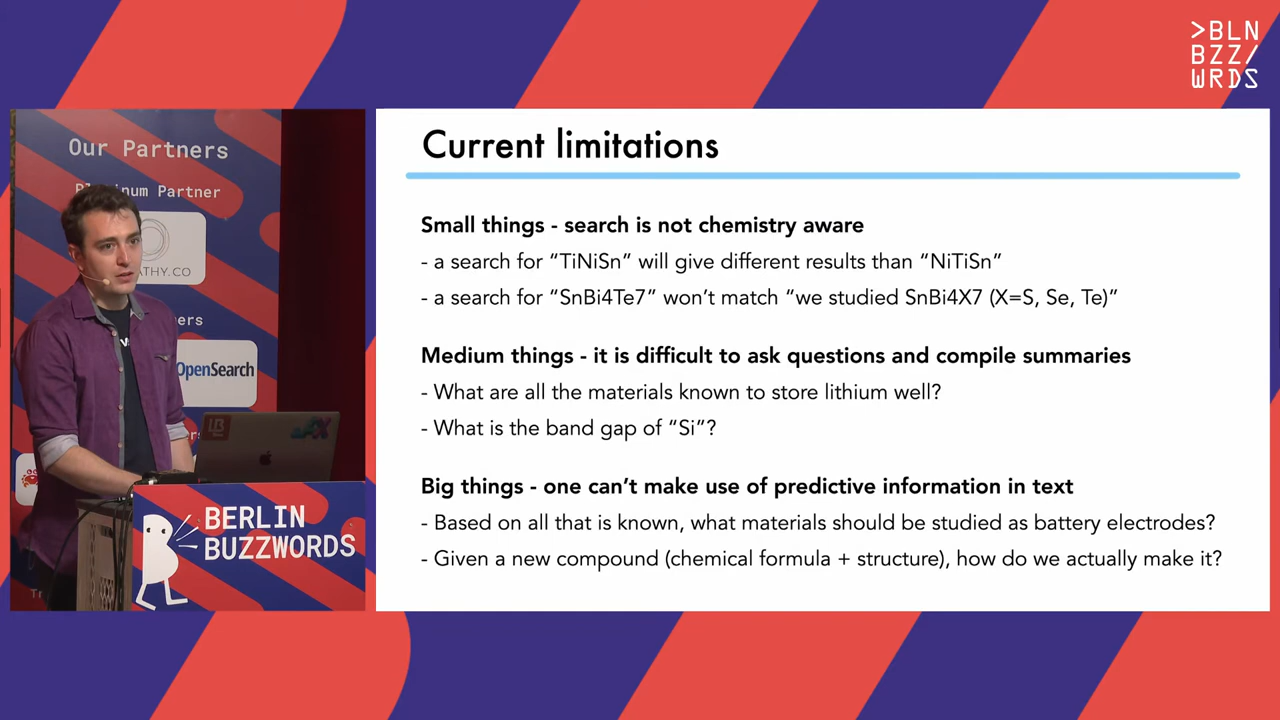 >BLN
BZZ/
WRDS
Our Partners
Platinum Partner
ATHY.CO
OpenSearch
BERLIN
BUZZWORDS
Current limitations
Small things - search is not chemistry aware
- a search for “TiNiSn” will give different results than “NiTiSn”
- a search for “SnBi4Te7” won’t match “we studied SnBi4X7 (X=S, Se, Te)”
Medium things - it is difficult to ask questions and compile summaries
- What are all the materials known to store lithium well?
- What is the band gap of “Si”?
Big things - one can’t make use of predictive information in text
- Based on all that is known, what materials should be studied as battery electrodes?
- Given a new compound (chemical formula + structure), how do we actually make it?